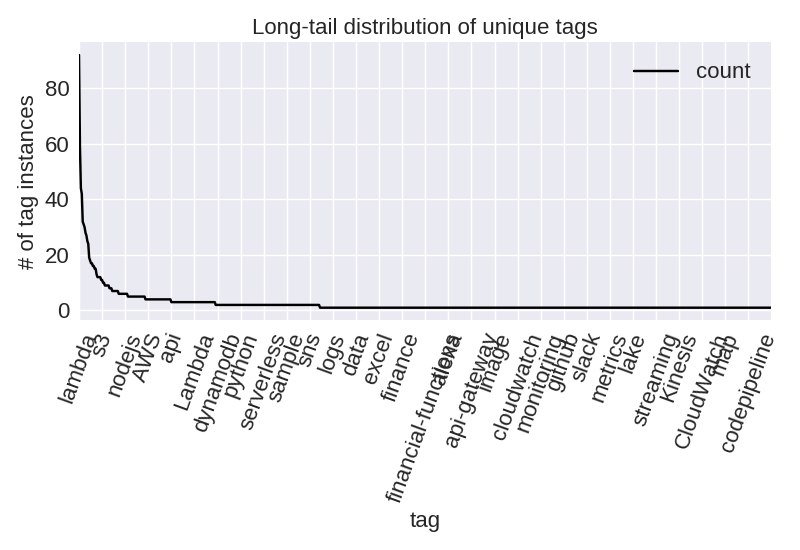 Long-tail distribution of unique tags
count
# of tag instances
80
60
40
20
0
lambda
s3
nodejs
AWS
api
Lambda
dynamodb
python
serverless
sample
sns
logs
data
excel
finance
financial-functions
alexa
api-gateway
image
cloudwatch
monitoring
github
slack
metrics
lake
streaming
Kinesis
CloudWatch
map
codepipeline
tag